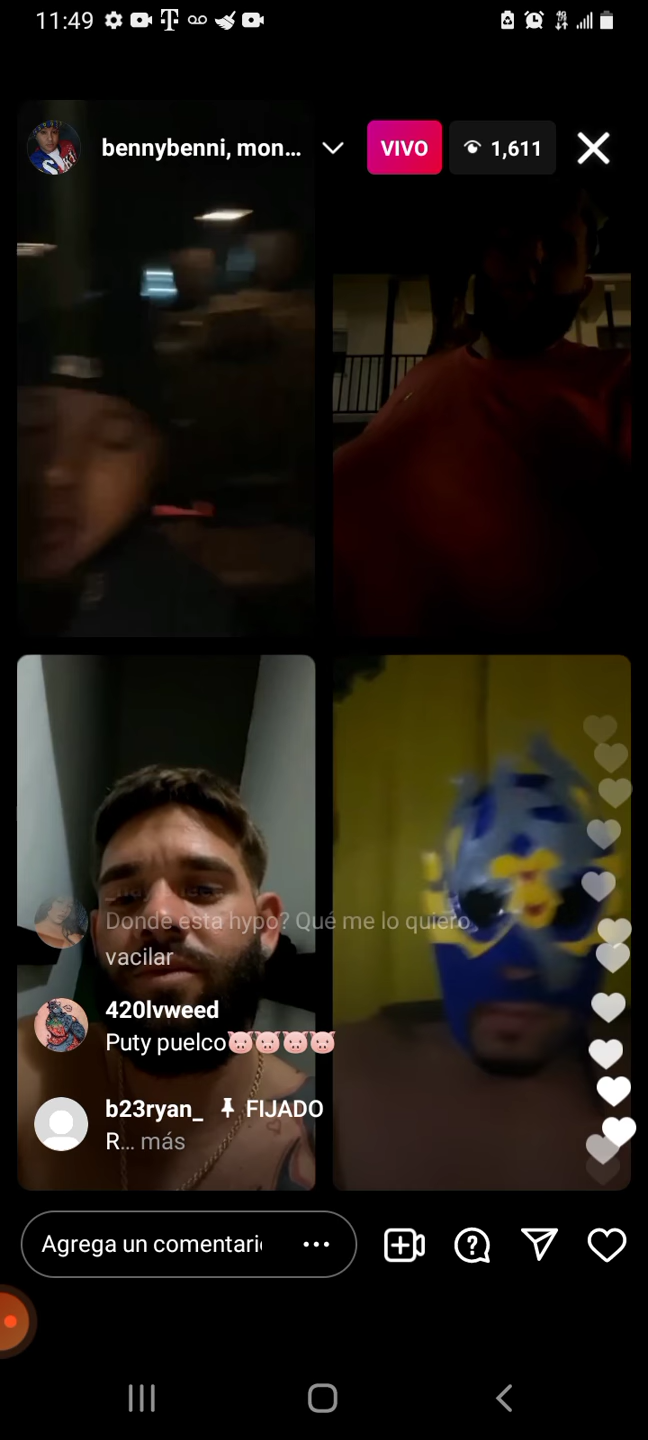 11:49
bennybenni, mon...
VIVO
1,611
Donde esta hypo? Qué me lo quiero
vacilar
420lvweed
Puty puelco🐷🐷🐷🐷
b23ryan_ FIJADO
R... más
Agrega un comentari